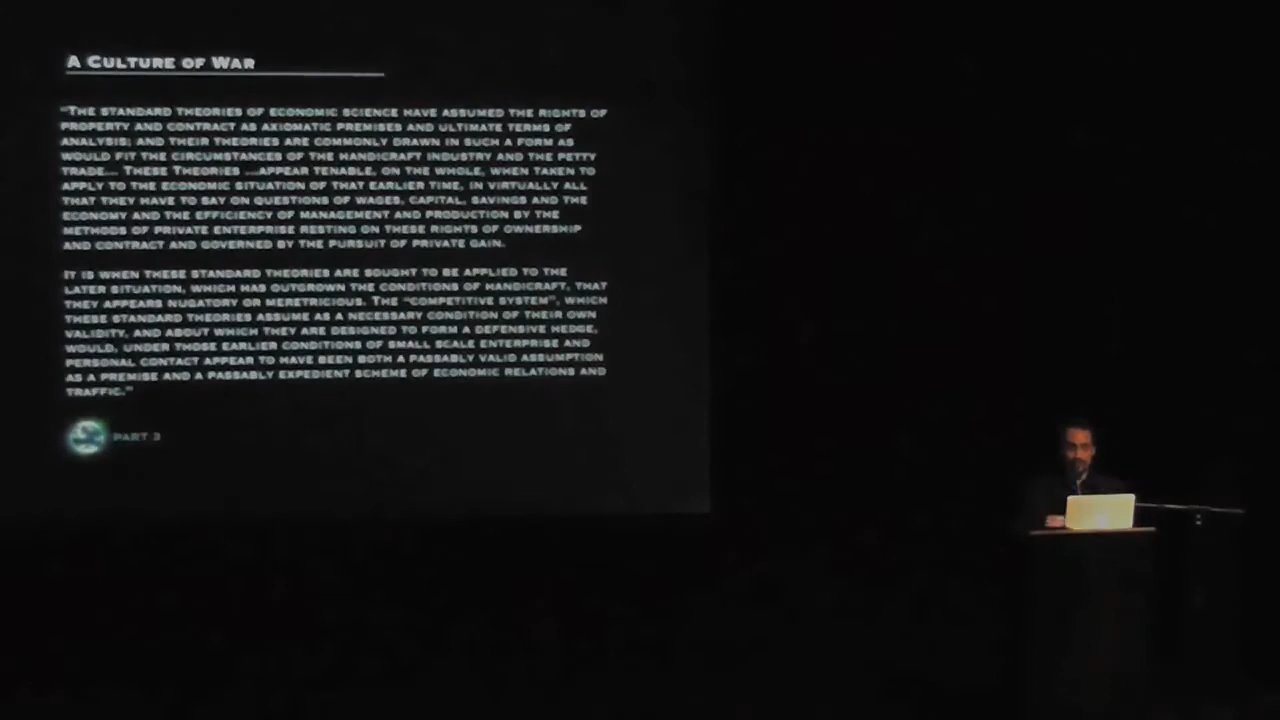 A CULTURE OF WAR
"THE STANDARD THEORIES OF ECONOMIC SCIENCE HAVE ASSUMED THE RIGHTS OF
PROPERTY AND CONTRACT AS AXIOMATIC PREMISES AND ULTIMATE TERMS OF
ANALYSIS; AND THEIR THEORIES ARE COMMONLY DRAWN IN SUCH A FORM AS
WOULD FIT THE CIRCUMSTANCES OF THE HANDICRAFT INDUSTRY AND THE PETTY
TRADE... THESE THEORIES ...APPEAR TENABLE, ON THE WHOLE, WHEN TAKEN TO
APPLY TO THE ECONOMIC SITUATION OF THAT EARLIER TIME, IN VIRTUALLY ALL
THAT THEY HAVE TO SAY ON QUESTIONS OF WAGES, CAPITAL, SAVINGS AND THE
ECONOMY AND THE EFFICIENCY OF MANAGEMENT AND PRODUCTION BY THE
METHODS OF PRIVATE ENTERPRISE RESTING ON THESE RIGHTS OF OWNERSHIP
AND CONTRACT AND GOVERNED BY THE PURSUIT OF PRIVATE GAIN.
IT IS WHEN THESE STANDARD THEORIES ARE SOUGHT TO BE APPLIED TO THE
LATER SITUATION, WHICH HAS OUTGROWN THE CONDITIONS OF HANDICRAFT, THAT
THEY APPEARS NUGATORY OR MERETRICIOUS. THE "COMPETITIVE SYSTEM", WHICH
THESE STANDARD THEORIES ASSUME AS A NECESSARY CONDITION OF THEIR OWN
VALIDITY, AND ABOUT WHICH THEY ARE DESIGNED TO FORM A DEFENSIVE HEDGE,
WOULD, UNDER THOSE EARLIER CONDITIONS OF SMALL SCALE ENTERPRISE AND
PERSONAL CONTACT APPEAR TO HAVE BEEN BOTH A PASSABLY VALID ASSUMPTION
AS A PREMISE AND A PASSABLY EXPEDIENT SCHEME OF ECONOMIC RELATIONS AND
TRAFFIC."
PART 3